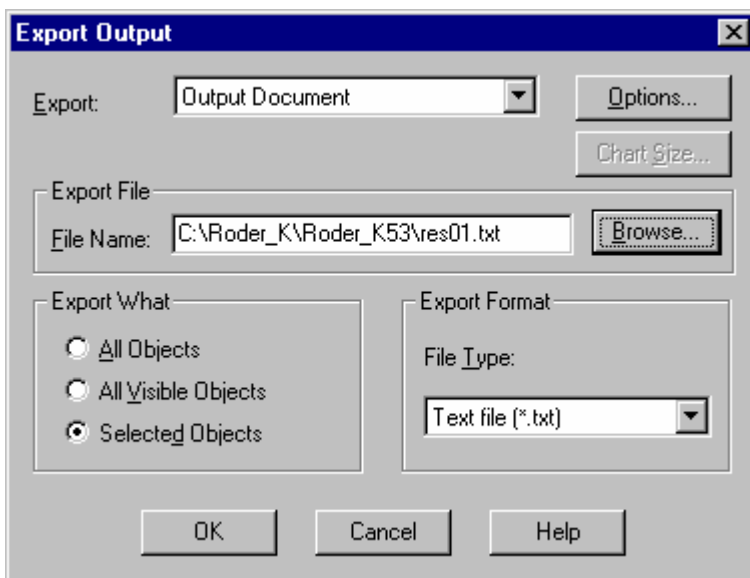 Export Output
Export: Output Document Options...
Chart Size...
Export File
File Name: C:\Roder_K\Roder_K53\res01.txt Browse...
Export What
All Objects
All Visible Objects
Selected Objects
Export Format
File Type:
Text file (*.txt)
OK Cancel Help